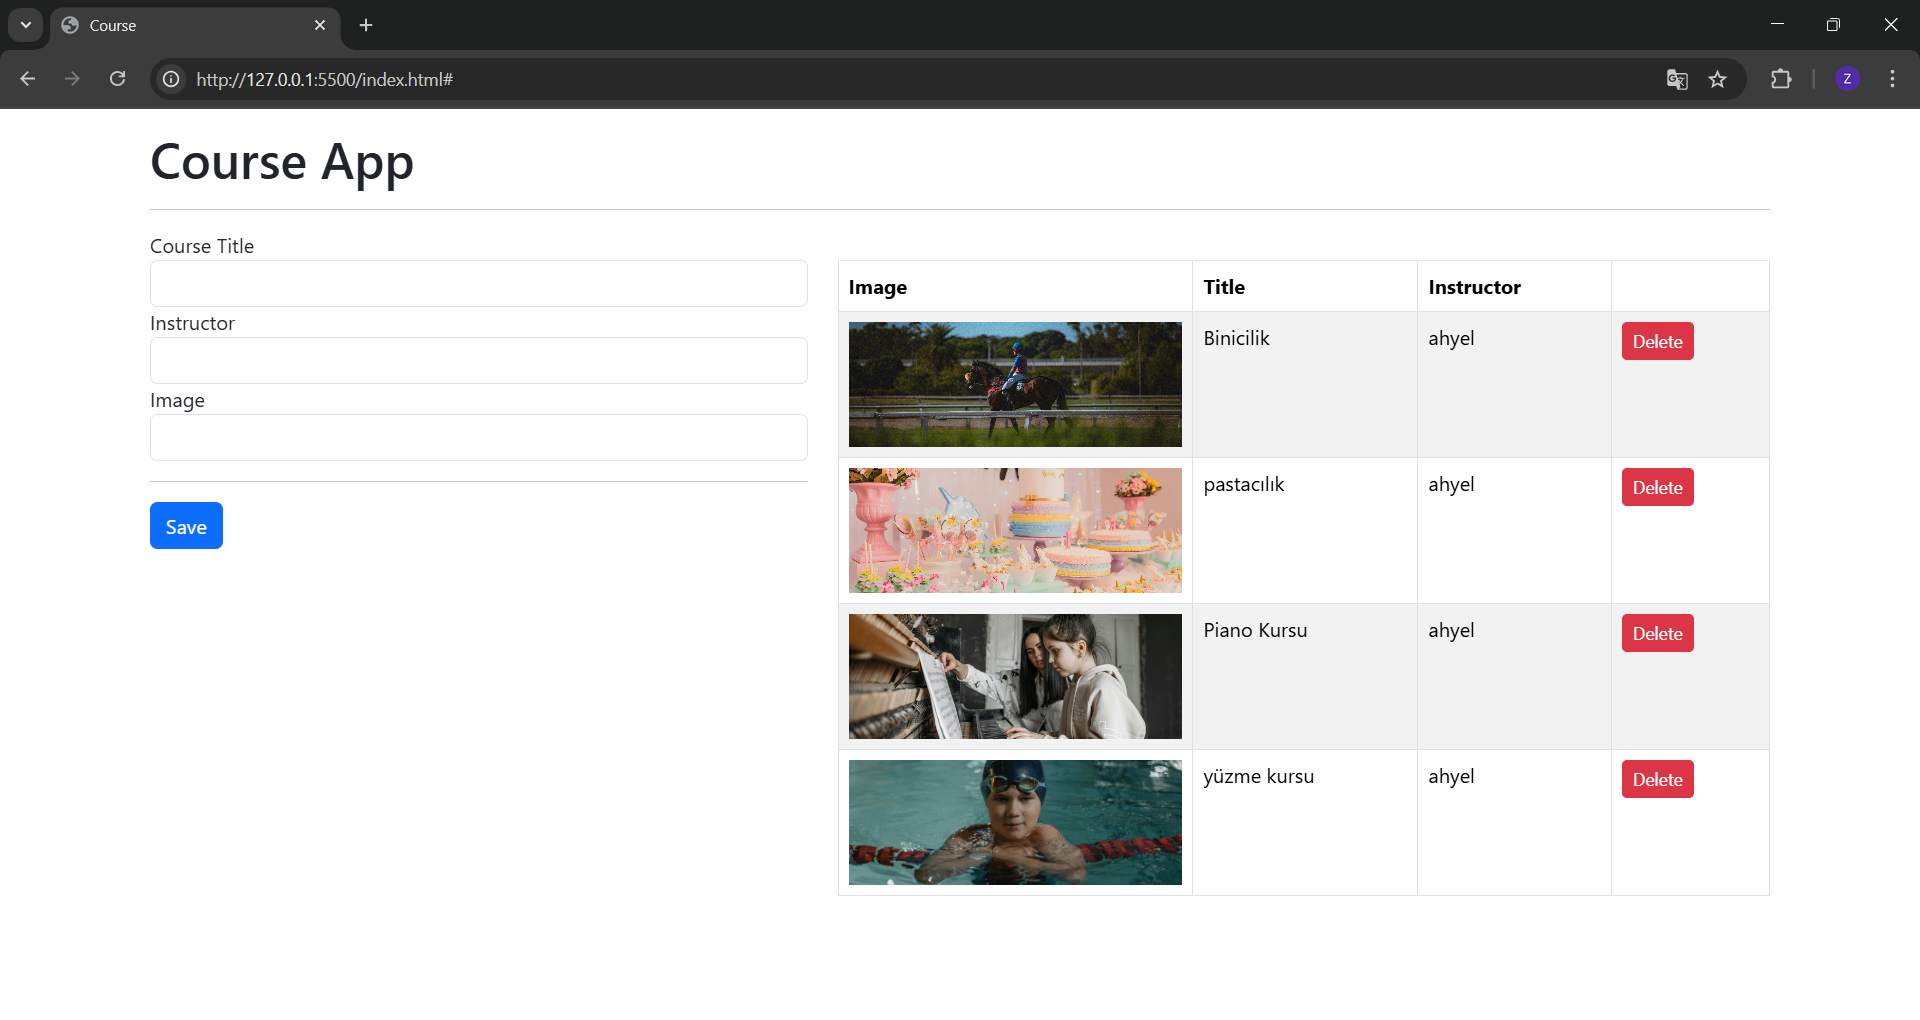 Course
http://127.0.0.1:5500/index.html#
Z
Course App
Course Title
Instructor
Image
Save
Image Title Instructor
Binicilik ahyel Delete
pastacılık ahyel Delete
Piano Kursu ahyel Delete
yüzme kursu ahyel Delete